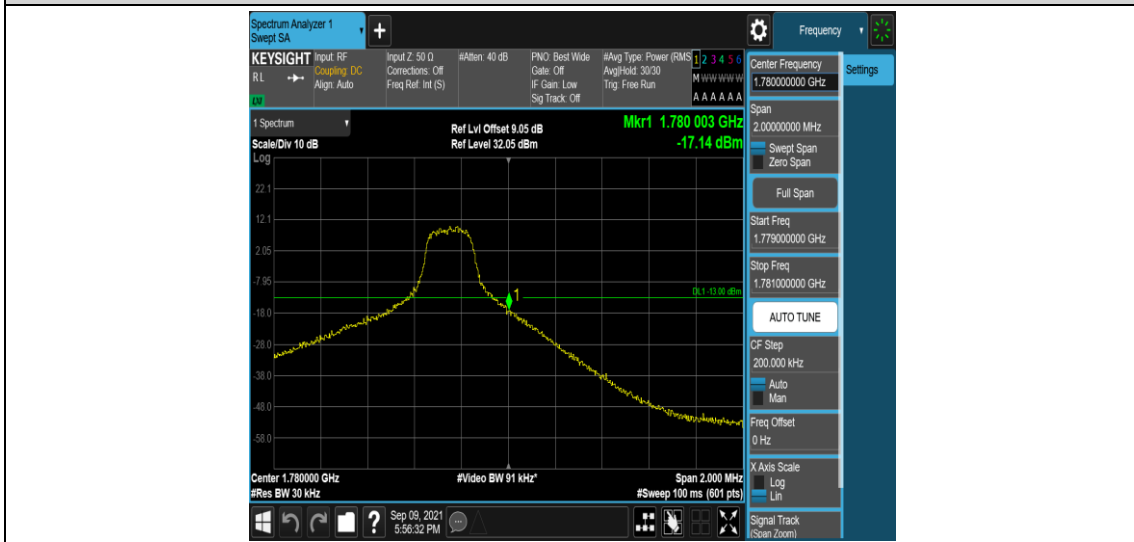 Spectrum Analyzer 1
Swept SA
+
Frequency
KEYSIGHT
RL
LXI
Input: RF
Coupling: DC
Align: Auto
Input Z: 50 Ω
Corrections: Off
Freq Ref: Int (S)
#Atten: 40 dB
PNO: Best Wide
Gate: Off
IF Gain: Low
Sig Track: Off
#Avg Type: Power (RMS
Avg|Hold: 30/30
Trig: Free Run
1 2 3 4 5 6
M W W W W W
A A A A A A
1 Spectrum
Scale/Div 10 dB
Log
Ref Lvl Offset 9.05 dB
Ref Level 32.05 dBm
Mkr1 1.780 003 GHz
-17.14 dBm
22.1
12.1
2.05
-7.95
-18.0
-28.0
-38.0
-48.0
-58.0
DL1 -13.00 dBm
1
Center 1.780000 GHz
#Res BW 30 kHz
#Video BW 91 kHz*
Span 2.000 MHz
#Sweep 100 ms (601 pts)
Center Frequency
1.780000000 GHz
Settings
Span
2.00000000 MHz
Swept Span
Zero Span
Full Span
Start Freq
1.779000000 GHz
Stop Freq
1.781000000 GHz
AUTO TUNE
CF Step
200.000 kHz
Auto
Man
Freq Offset
0 Hz
X Axis Scale
Log
Lin
Signal Track
(Span Zoom)
?
Sep 09, 2021
5:56:32 PM